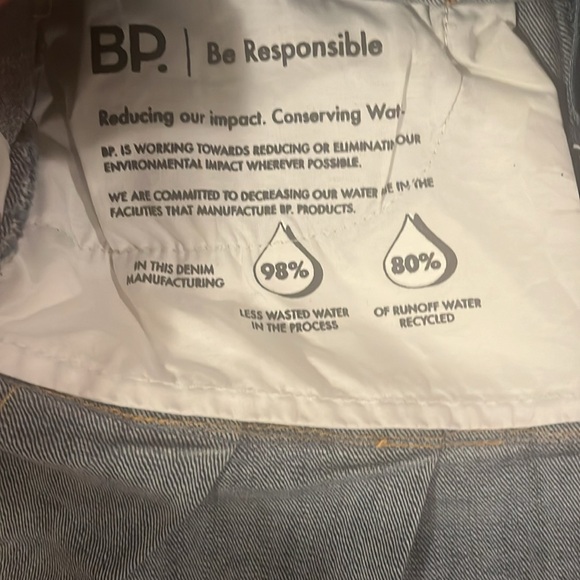 BP. | Be Responsible
Reducing our impact. Conserving Wat
BP. IS WORKING TOWARDS REDUCING OR ELIMINATI OUR
ENVIRONMENTAL IMPACT WHEREVER POSSIBLE.
WE ARE COMMITTED TO DECREASING OUR WATER IN THE
FACILITIES THAT MANUFACTURE BP. PRODUCTS.
IN THIS DENIM
MANUFACTURING
98%
LESS WASTED WATER
IN THE PROCESS
80%
OF RUNOFF WATER
RECYCLED